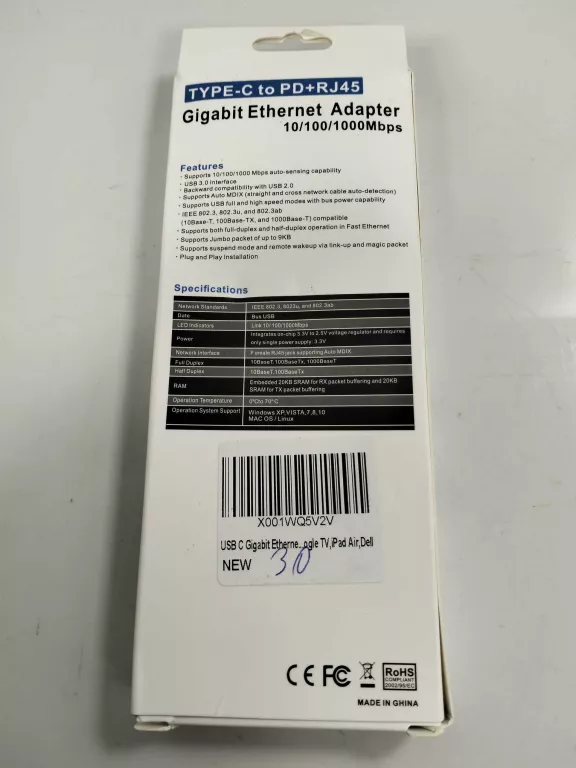 TYPE-C to PD+RJ45
Gigabit Ethernet Adapter
10/100/1000Mbps
Features
· Supports 10/100/1000 Mbps auto-sensing capability
· USB 3.0 Interface
· Backward compatibility with USB 2.0
· Supports Auto MDIX (straight and cross network cable auto-detection)
· Supports USB full and high speed modes with bus power capability
· IEEE 802.3, 802.3u, and 802.3ab
(10Base-T, 100Base-TX, and 1000Base-T) compatible
· Supports both full-duplex and half-duplex operation in Fast Ethernet
· Supports Jumbo packet of up to 9KB
· Supports suspend mode and remote wakeup via link-up and magic packet
· Plug and Play Installation
Specifications
Network Standards IEEE 802.3, 8023u, and 802.3ab
Date Bus USB
LED Indicators Link 10/100/1000Mbps
Power Integrates on-chip 3.3V to 2.5V voltage regulator and requires
only single power supply: 3.3V
Network Interface Female RJ45 jack supporting Auto MDIX
Full Duplex 10BaseT.100BaseTx, 1000BaseT
Half Duplex 10BaseT.100BaseTx
RAM Embedded 20KB SRAM for RX packet buffering and 20KB
SRAM for TX packet buffering
Operation Temperature 0°Cto 70°C
Operation System Support Windows XP,VISTA,7,8,10
MAC OS / Linux
X001WQ5V2V
USB C Gigabit Etherne...ogle TV,iPad Air,Dell
NEW 30
CE FC RoHS
COMPLIANT
2002/95/EC
MADE IN GHINA